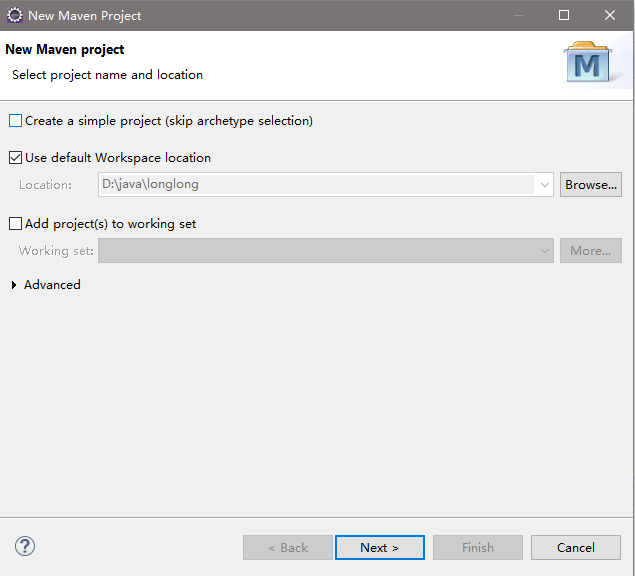 New Maven Project
New Maven project
Select project name and location
M
Create a simple project (skip archetype selection)
Use default Workspace location
Location: D:\java\longlong Browse...
Add project(s) to working set
Working set: More...
Advanced
? < Back Next > Finish Cancel